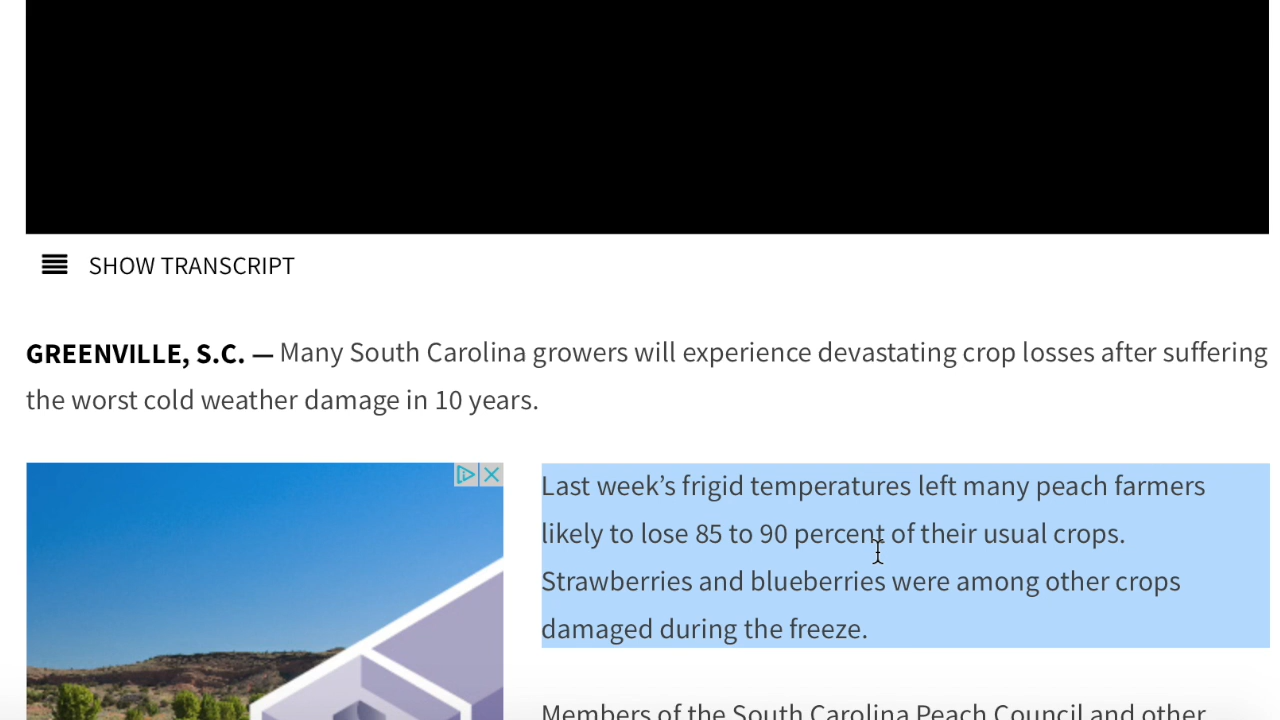 SHOW TRANSCRIPT
GREENVILLE, S.C. — Many South Carolina growers will experience devastating crop losses after suffering
the worst cold weather damage in 10 years.
Last week’s frigid temperatures left many peach farmers
likely to lose 85 to 90 percent of their usual crops.
Strawberries and blueberries were among other crops
damaged during the freeze.
Members of the South Carolina Peach Council and other